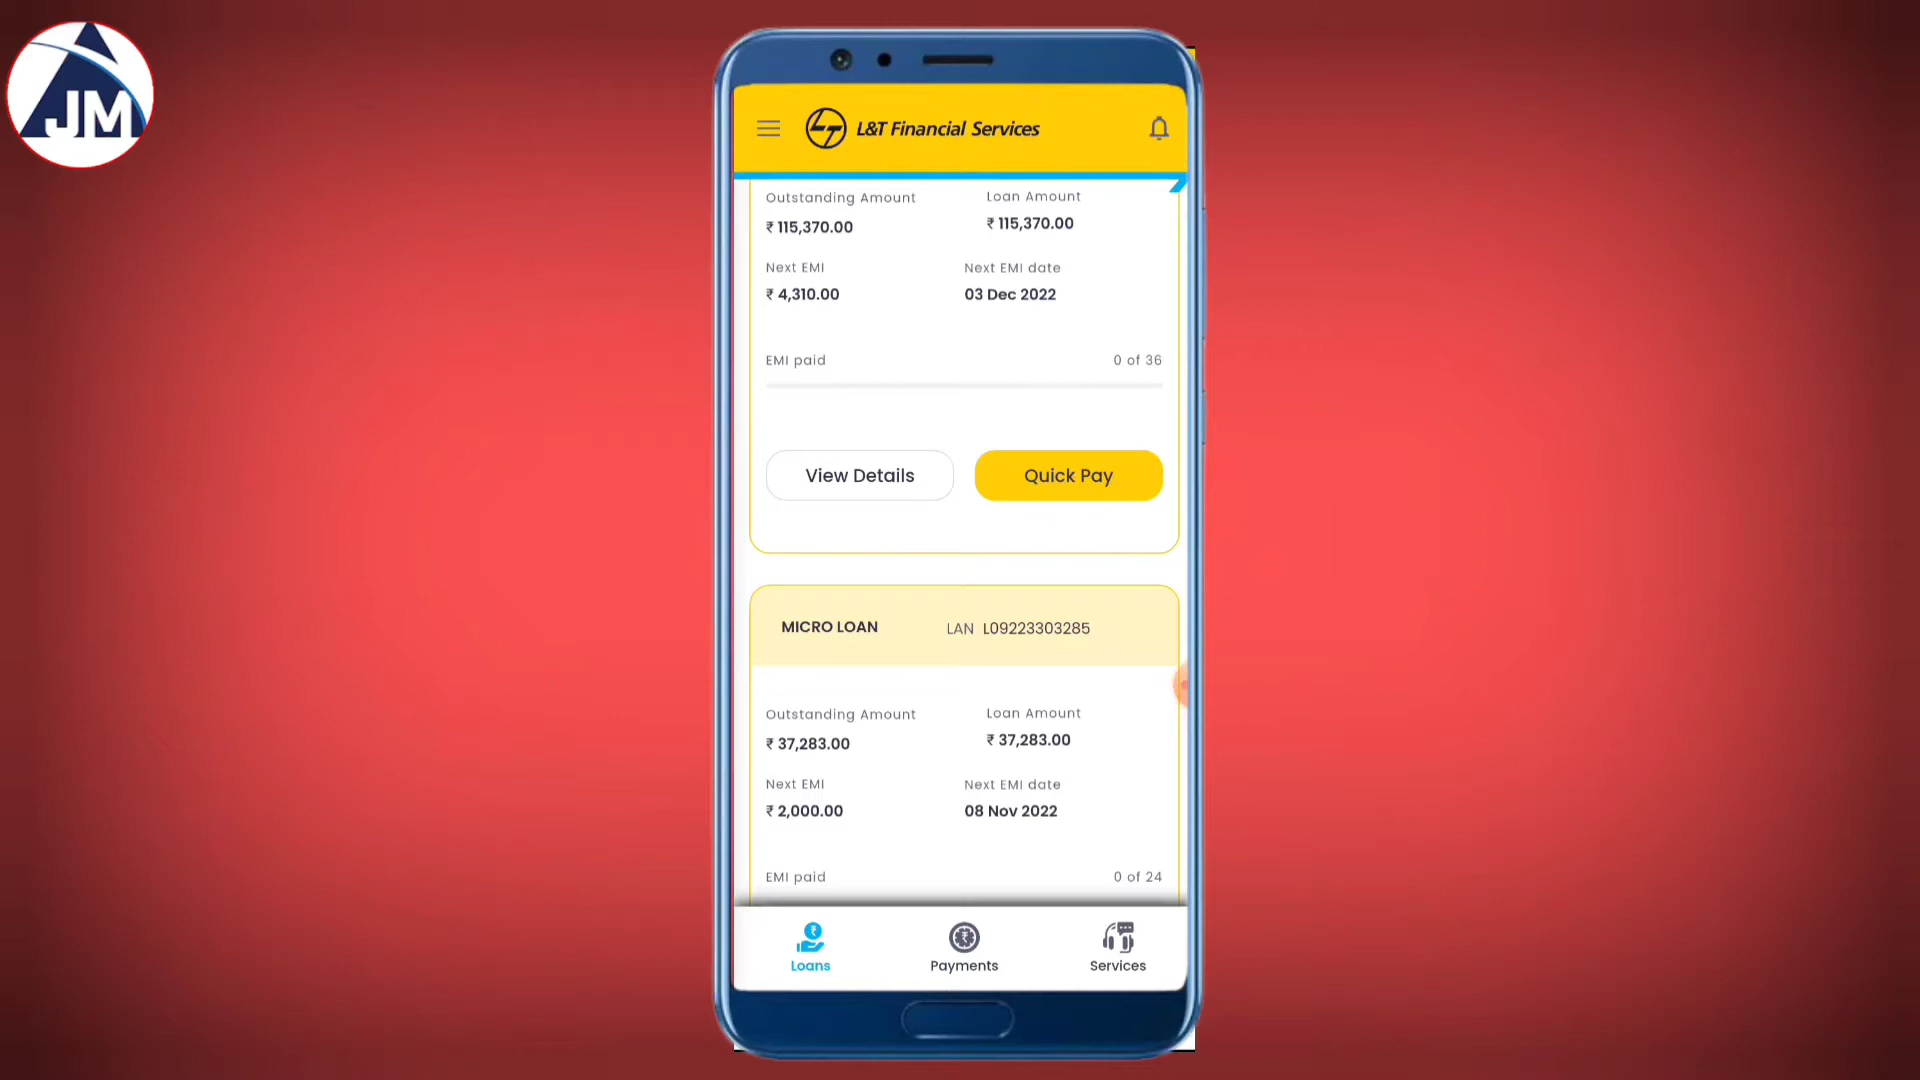 JM
L&T Financial Services
Outstanding Amount Loan Amount
₹ 115,370.00 ₹ 115,370.00
Next EMI Next EMI date
₹ 4,310.00 03 Dec 2022
EMI paid 0 of 36
View Details Quick Pay
MICRO LOAN LAN L09223303285
Outstanding Amount Loan Amount
₹ 37,283.00 ₹ 37,283.00
Next EMI Next EMI date
₹ 2,000.00 08 Nov 2022
EMI paid 0 of 24
Loans Payments Services